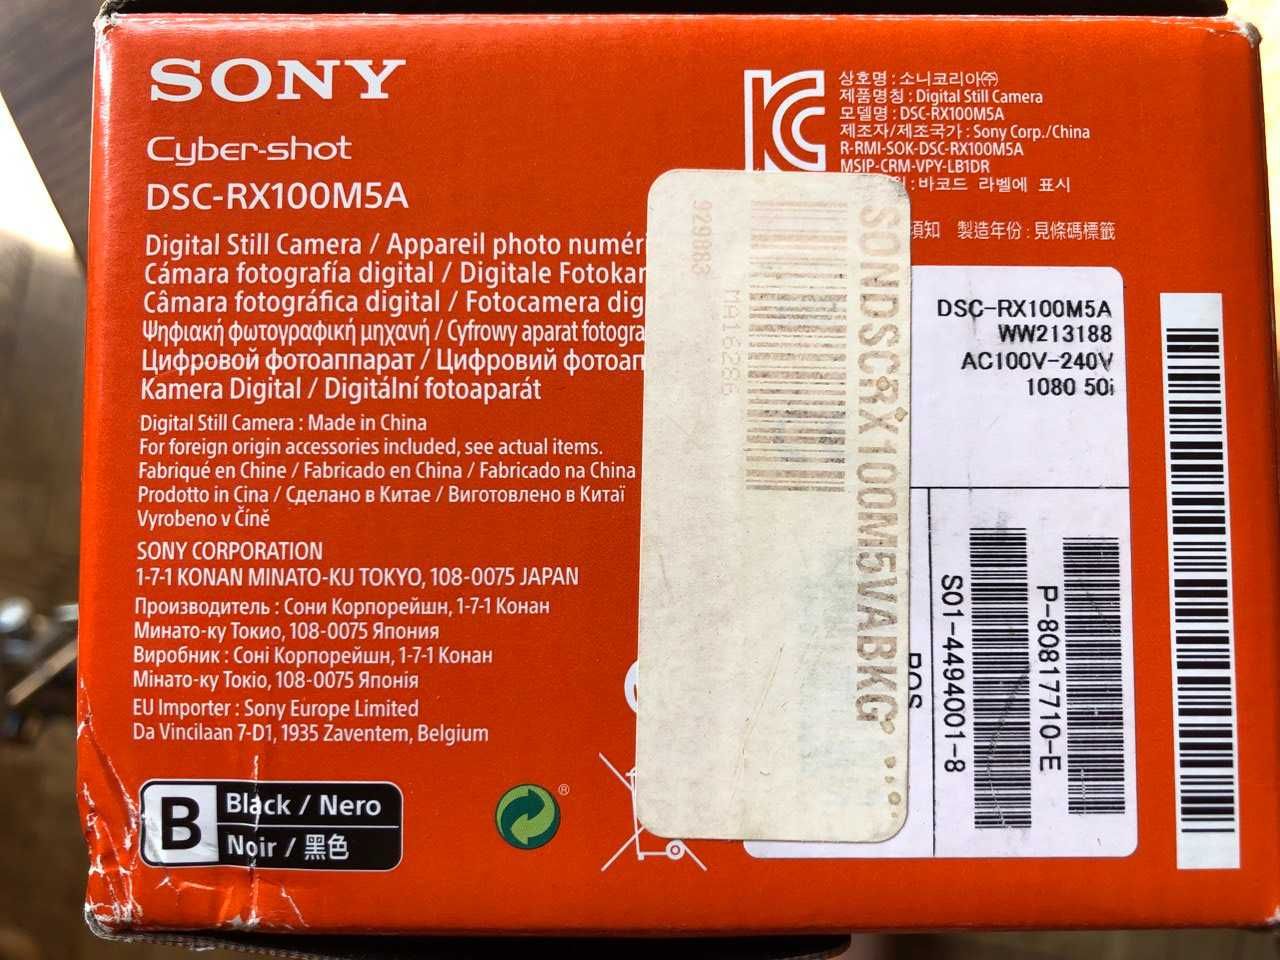 SONY
Cyber-shot
DSC-RX100M5A
Digital Still Camera / Appareil photo numéri
Cámara fotografía digital / Digitale Fotokar
Câmara fotográfica digital / Fotocamera dig
Ψηφιακή φωτογραφική μηχανή / Cyfrowy aparat fotogra
Цифровой фотоаппарат / Цифровий фотоап
Kamera Digital / Digitální fotoaparát
Digital Still Camera : Made in China
For foreign origin accessories included, see actual items.
Fabriqué en Chine / Fabricado en China / Fabricado na China
Prodotto in Cina / Сделано в Китае / Виготовлено в Китаї
Vyrobeno v Číně
SONY CORPORATION
1-7-1 KONAN MINATO-KU TOKYO, 108-0075 JAPAN
Производитель : Сони Корпорейшн, 1-7-1 Конан
Минато-ку Токио, 108-0075 Япония
Виробник : Соні Корпорейшн, 1-7-1 Конан
Мінато-ку Токіо, 108-0075 Японія
EU Importer : Sony Europe Limited
Da Vincilaan 7-D1, 1935 Zaventem, Belgium
B
Black / Nero
Noir / 黑色
®
상호명 : 소니코리아㈜
제품명칭 : Digital Still Camera
모델명 : DSC-RX100M5A
제조자/제조국가 : Sony Corp./China
R-RMI-SOK-DSC-RX100M5A
MSIP-CRM-VPY-LB1DR
: 바코드 라벨에 표시
須知 製造年份 : 見條碼標籤
929883
MA16286
SONDSCRX100M5VABKG
DSC-RX100M5A
WW213188
AC100V-240V
1080 50i
P-80817710-E
S01-4494001-8